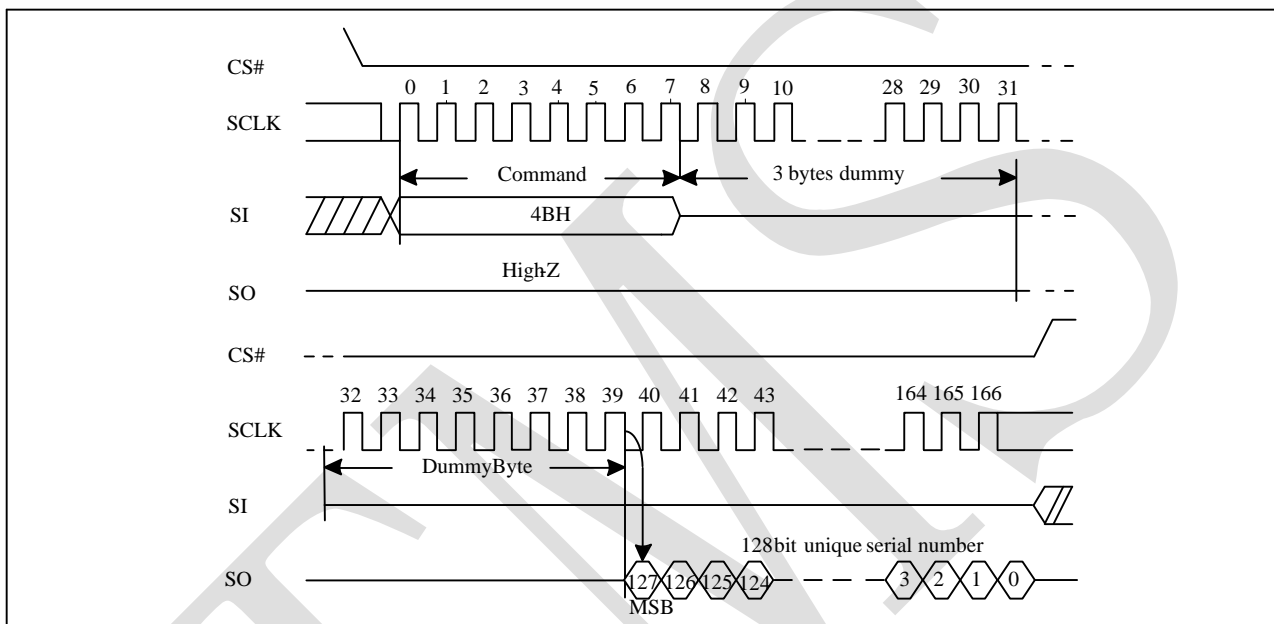 CS#
0 1 2 3 4 5 6 7 8 9 10 28 29 30 31
SCLK
Command 3 bytes dummy
SI 4BH
High-Z
SO
CS#
32 33 34 35 36 37 38 39 40 41 42 43 164 165 166
SCLK
DummyByte
SI
128bit unique serial number
SO 127 126 125 124 3 2 1 0
MSB